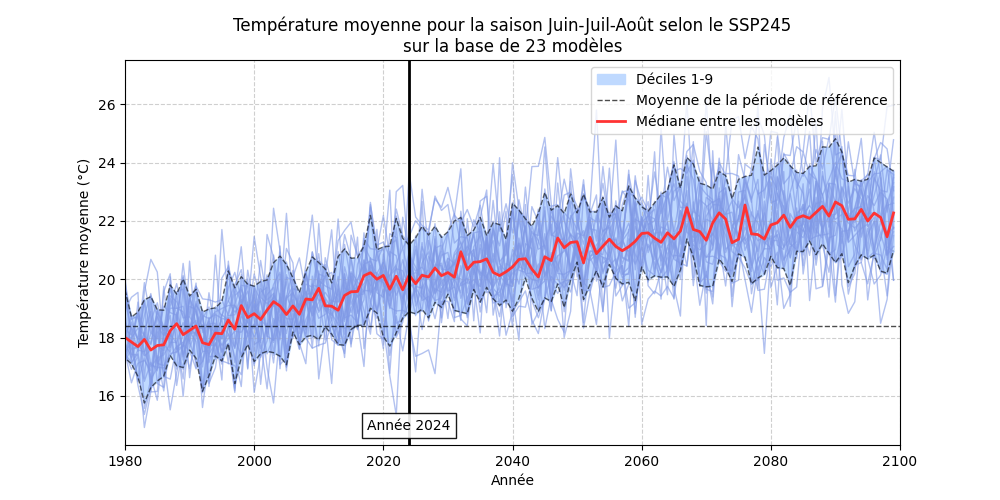 Température moyenne pour la saison Juin-Juil-Août selon le SSP245
sur la base de 23 modèles
Déciles 1-9
Moyenne de la période de référence
Médiane entre les modèles
Température moyenne (°C)
26
24
22
20
18
16
Année 2024
1980
2000
2020
2040
2060
2080
2100
Année